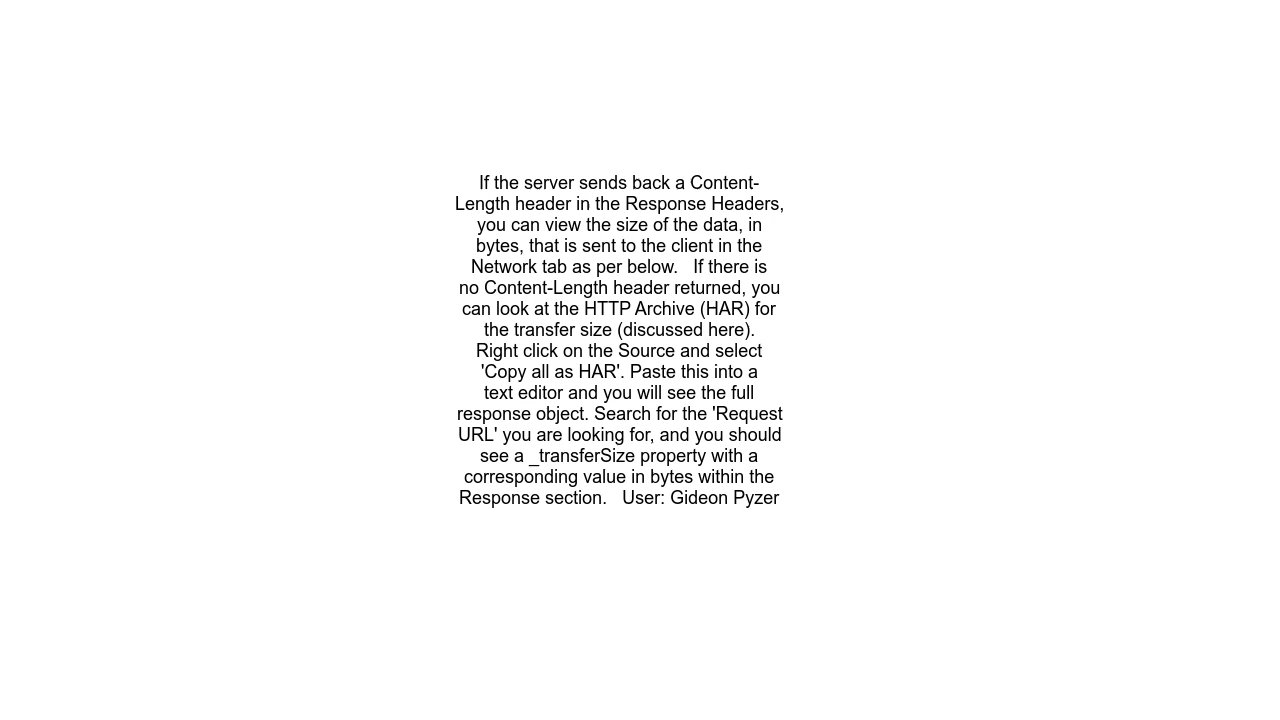 If the server sends back a Content-
Length header in the Response Headers,
you can view the size of the data, in
bytes, that is sent to the client in the
Network tab as per below.   If there is
no Content-Length header returned, you
can look at the HTTP Archive (HAR) for
the transfer size (discussed here).
Right click on the Source and select
'Copy all as HAR'. Paste this into a
text editor and you will see the full
response object. Search for the 'Request
URL' you are looking for, and you should
see a _transferSize property with a
corresponding value in bytes within the
Response section.   User: Gideon Pyzer